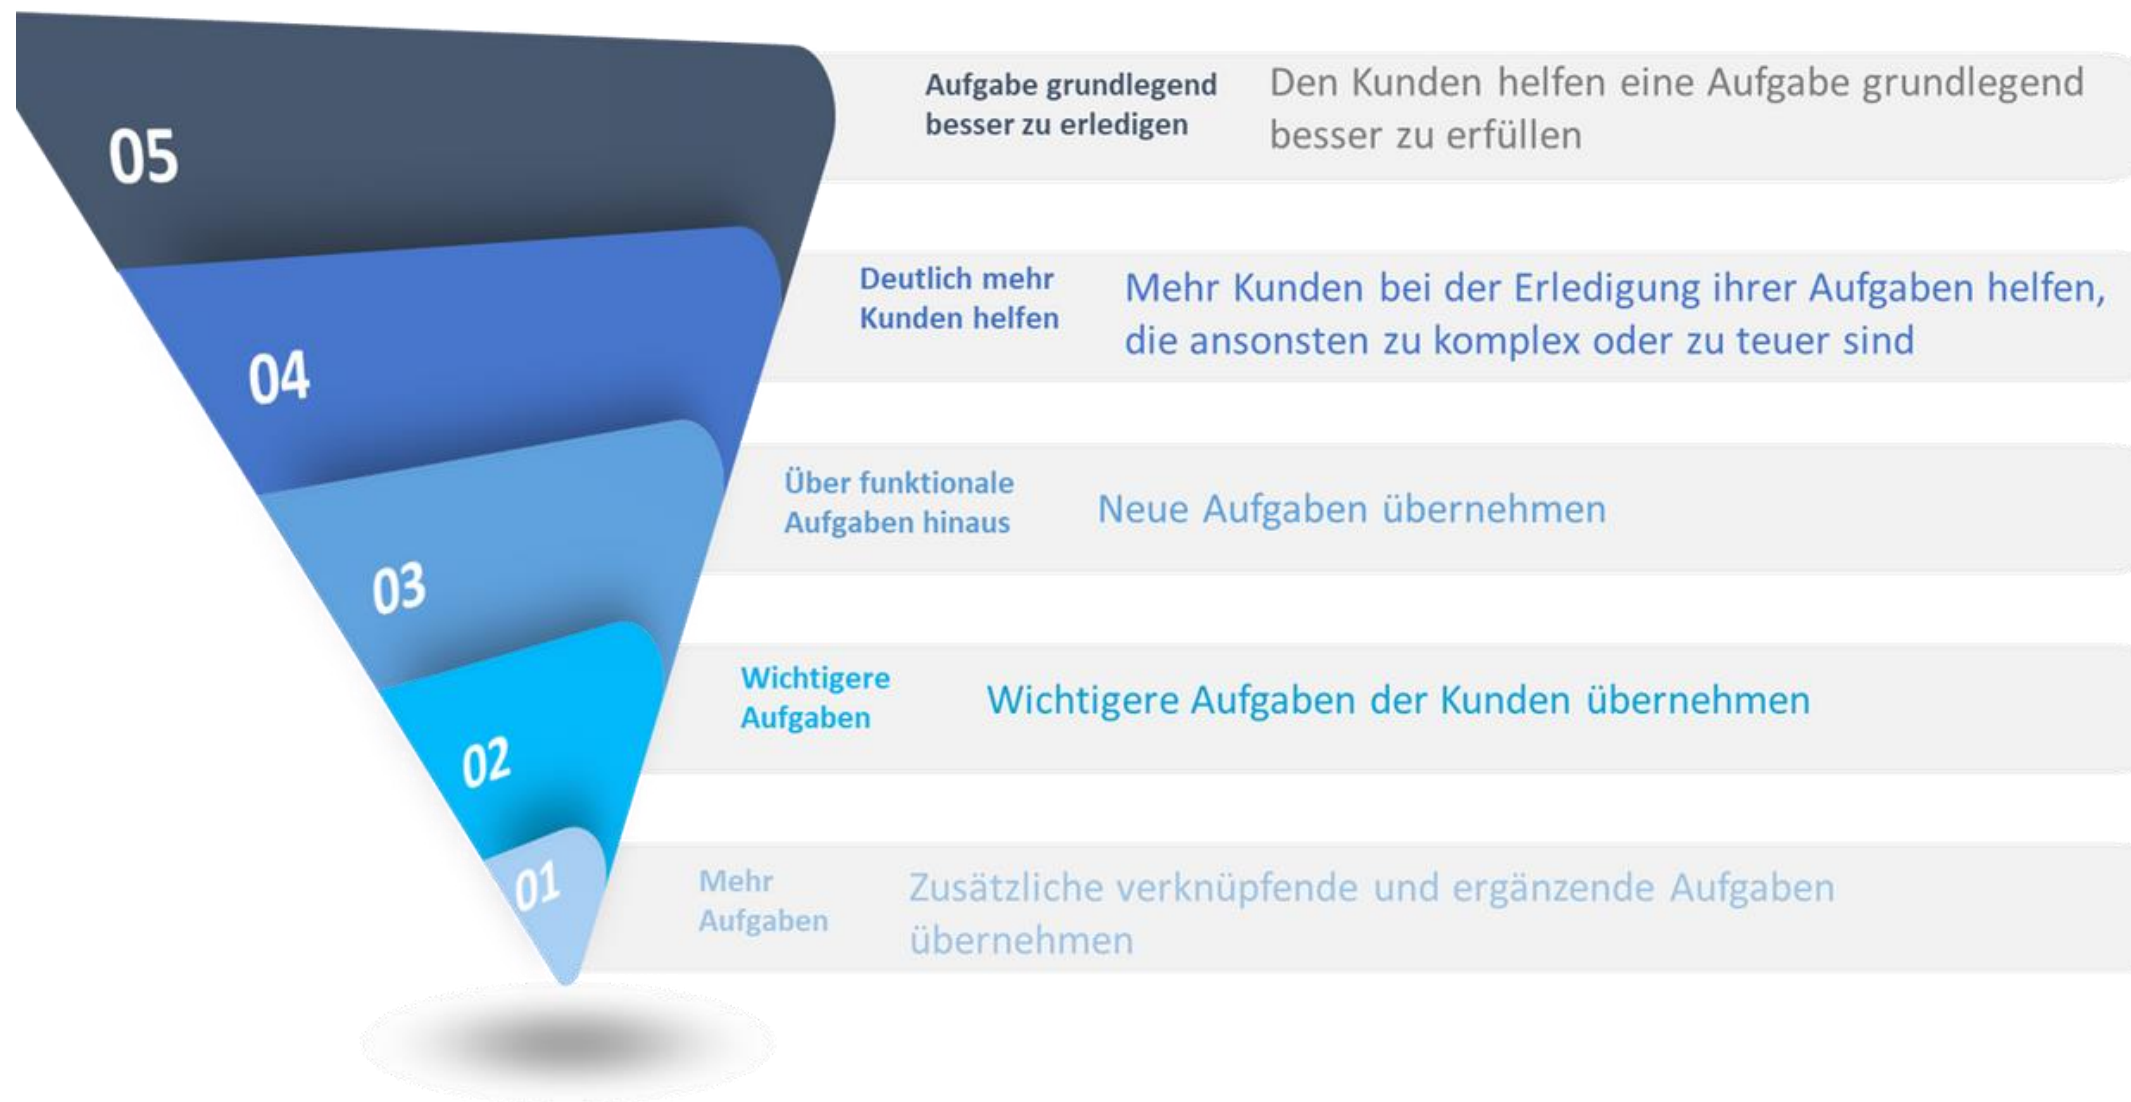 05
Aufgabe grundlegend
besser zu erledigen
Den Kunden helfen eine Aufgabe grundlegend
besser zu erfüllen
04
Deutlich mehr
Kunden helfen
Mehr Kunden bei der Erledigung ihrer Aufgaben helfen,
die ansonsten zu komplex oder zu teuer sind
03
Über funktionale
Aufgaben hinaus
Neue Aufgaben übernehmen
02
Wichtigere
Aufgaben
Wichtigere Aufgaben der Kunden übernehmen
01
Mehr
Aufgaben
Zusätzliche verknüpfende und ergänzende Aufgaben
übernehmen